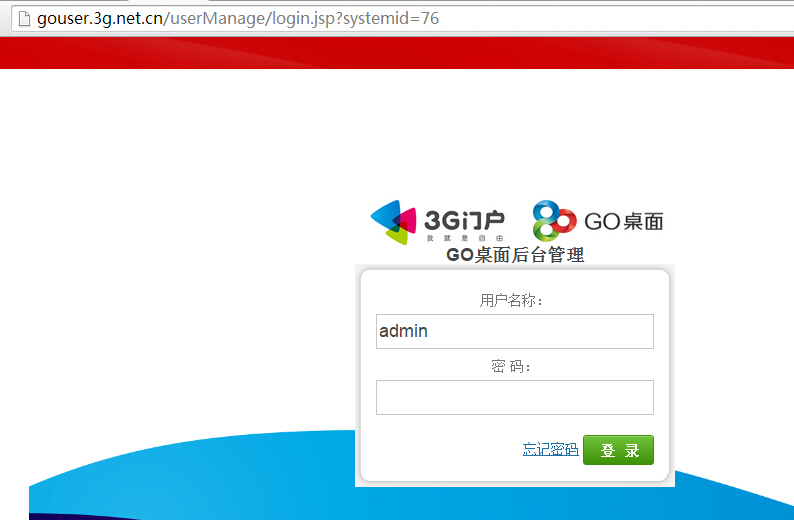 gouser.3g.net.cn/userManage/login.jsp?systemid=76
3G门户 GO桌面
我就是自由
GO桌面后台管理
用户名称：
admin
密 码：
忘记密码 登 录